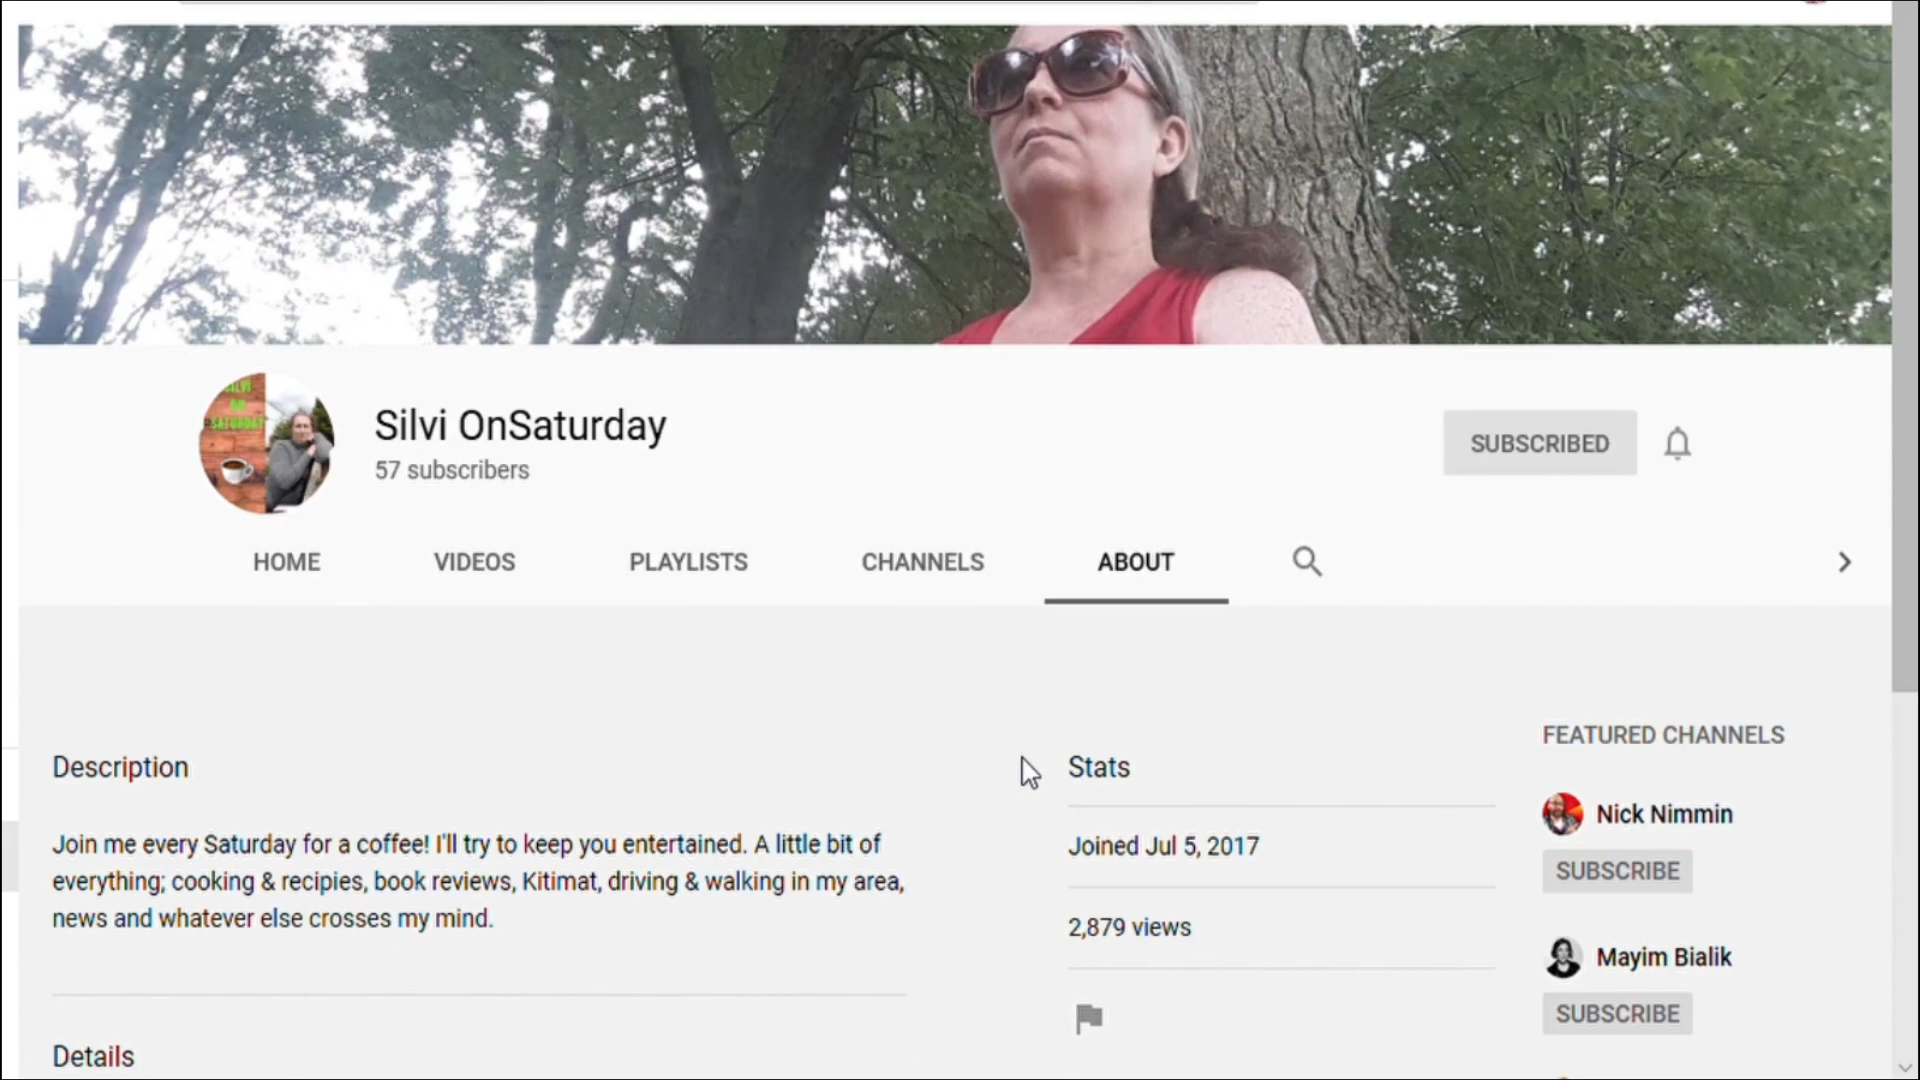 SILVI
ON
SATURDAY
Silvi OnSaturday
57 subscribers
SUBSCRIBED
HOME
VIDEOS
PLAYLISTS
CHANNELS
ABOUT
Description
Join me every Saturday for a coffee! I'll try to keep you entertained. A little bit of
everything; cooking & recipies, book reviews, Kitimat, driving & walking in my area,
news and whatever else crosses my mind.
Details
Stats
Joined Jul 5, 2017
2,879 views
FEATURED CHANNELS
Nick Nimmin
SUBSCRIBE
Mayim Bialik
SUBSCRIBE